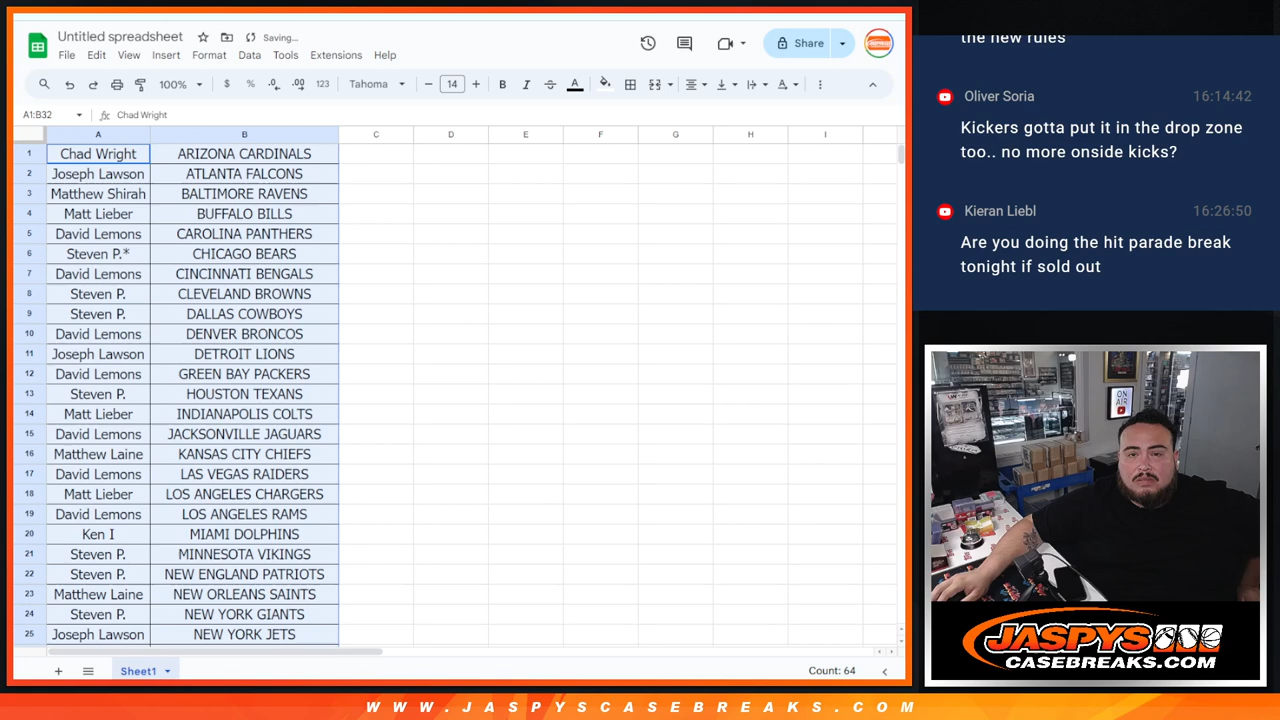 Untitled spreadsheet
Saving...
File Edit View Insert Format Data Tools Extensions Help
Share
100%
$ % .0 .00 123
Tahoma
14
B I A
A1:B32
fx Chad Wright
A B C D E F G H I
1 Chad Wright ARIZONA CARDINALS
2 Joseph Lawson ATLANTA FALCONS
3 Matthew Shirah BALTIMORE RAVENS
4 Matt Lieber BUFFALO BILLS
5 David Lemons CAROLINA PANTHERS
6 Steven P.* CHICAGO BEARS
7 David Lemons CINCINNATI BENGALS
8 Steven P. CLEVELAND BROWNS
9 Steven P. DALLAS COWBOYS
10 David Lemons DENVER BRONCOS
11 Joseph Lawson DETROIT LIONS
12 David Lemons GREEN BAY PACKERS
13 Steven P. HOUSTON TEXANS
14 Matt Lieber INDIANAPOLIS COLTS
15 David Lemons JACKSONVILLE JAGUARS
16 Matthew Laine KANSAS CITY CHIEFS
17 David Lemons LAS VEGAS RAIDERS
18 Matt Lieber LOS ANGELES CHARGERS
19 David Lemons LOS ANGELES RAMS
20 Ken I MIAMI DOLPHINS
21 Steven P. MINNESOTA VIKINGS
22 Steven P. NEW ENGLAND PATRIOTS
23 Matthew Laine NEW ORLEANS SAINTS
24 Steven P. NEW YORK GIANTS
25 Joseph Lawson NEW YORK JETS
Sheet1
Count: 64
the new rules
Oliver Soria 16:14:42
Kickers gotta put it in the drop zone
too.. no more onside kicks?
Kieran Liebl 16:26:50
Are you doing the hit parade break
tonight if sold out
ON
AIR
JASPYS
CASEBREAKS.COM
WWW.JASPYSCASEBREAKS.COM